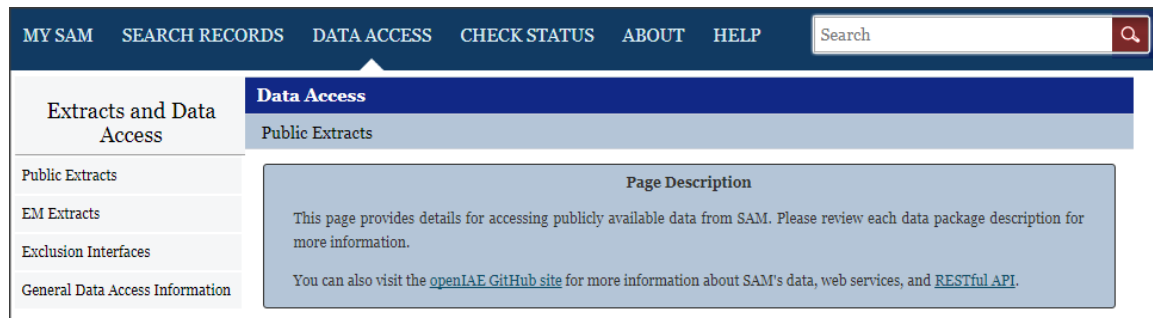 MY SAM SEARCH RECORDS DATA ACCESS CHECK STATUS ABOUT HELP Search
Extracts and Data
Access
Public Extracts
EM Extracts
Exclusion Interfaces
General Data Access Information
Data Access
Public Extracts
Page Description
This page provides details for accessing publicly available data from SAM. Please review each data package description for
more information.
You can also visit the openIAE GitHub site for more information about SAM's data, web services, and RESTful API.